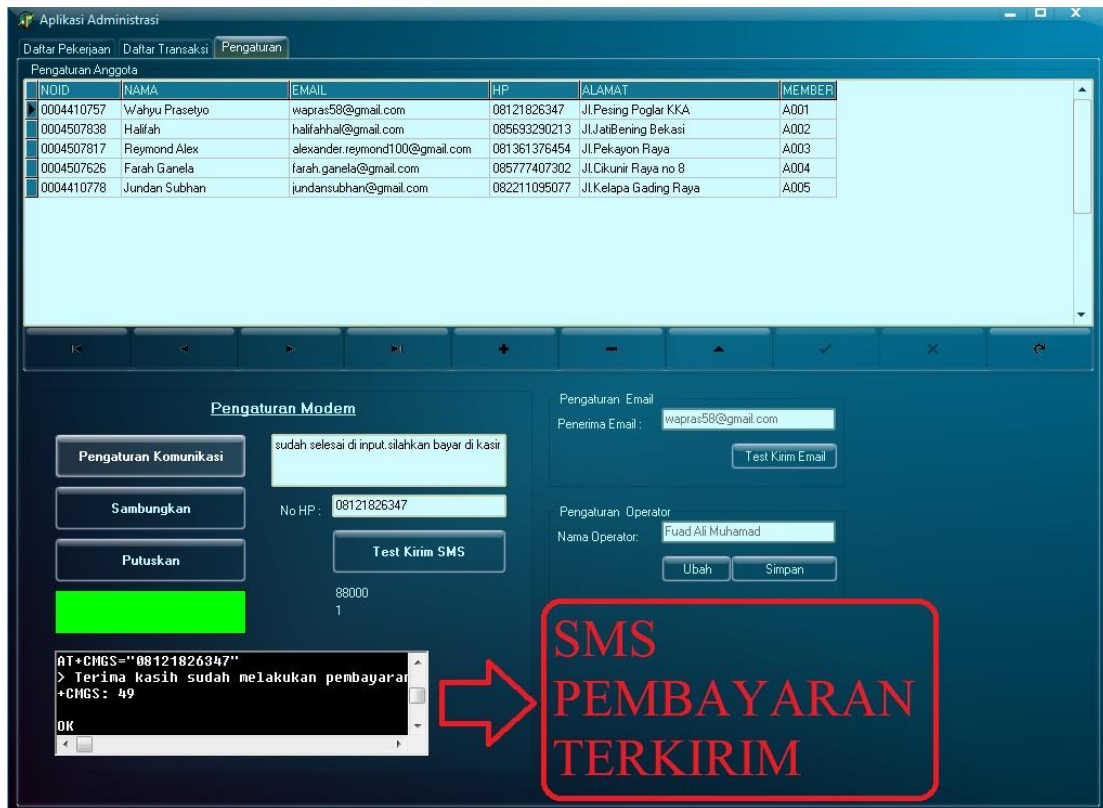 Aplikasi Administrasi
Daftar Pekerjaan Daftar Transaksi Pengaturan
Pengaturan Anggota
NOID NAMA EMAIL HP ALAMAT MEMBER
0004410757 Wahyu Prasetyo wapras58@gmail.com 08121826347 Jl.Pesing Poglar KKA A001
0004507838 Halifah halifahhal@gmail.com 085693290213 Jl.JatiBening Bekasi A002
0004507817 Reymond Alex alexander.reymond100@gmail.com 081361376454 Jl.Pekayon Raya A003
0004507626 Farah Ganela farah.ganela@gmail.com 085777407302 Jl.Cikunir Raya no 8 A004
0004410778 Jundan Subhan jundansubhan@gmail.com 082211095077 Jl.Kelapa Gading Raya A005
Pengaturan Modem
Pengaturan Komunikasi
Sambungkan
Putuskan
sudah selesai di input.silahkan bayar di kasir
No HP : 08121826347
Test Kirim SMS
88000
1
AT+CMGS="08121826347"
> Terima kasih sudah melakukan pembayaran
+CMGS: 49
OK
Pengaturan Email
Penerima Email : wapras58@gmail.com
Test Kirim Email
Pengaturan Operator
Nama Operator: Fuad Ali Muhamad
Ubah Simpan
SMS
PEMBAYARAN
TERKIRIM